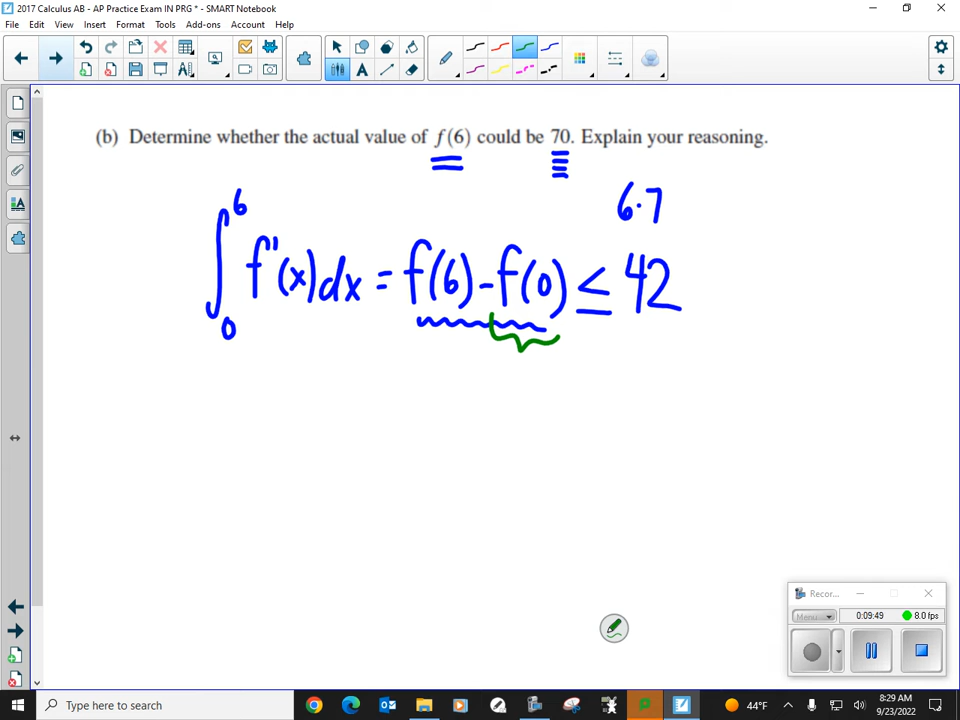 2017 Calculus AB - AP Practice Exam IN PRG * - SMART Notebook
File Edit View Insert Format Tools Add-ons Account Help
(b) Determine whether the actual value of f(6) could be 70. Explain your reasoning.
6·7
∫₀⁶ f'(x)dx = f(6)-f(0) ≤ 42
Recor...
Menu
0:09:49 8.0 fps
Type here to search
44°F
8:29 AM
9/23/2022